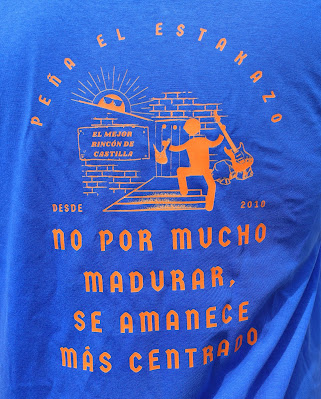 PEÑA EL ESTAKAZO
EL MEJOR
RINCÓN DE
CASTILLA
DESDE
2010
NO POR MUCHO
MADURAR,
SE AMANECE
MÁS CENTRADO